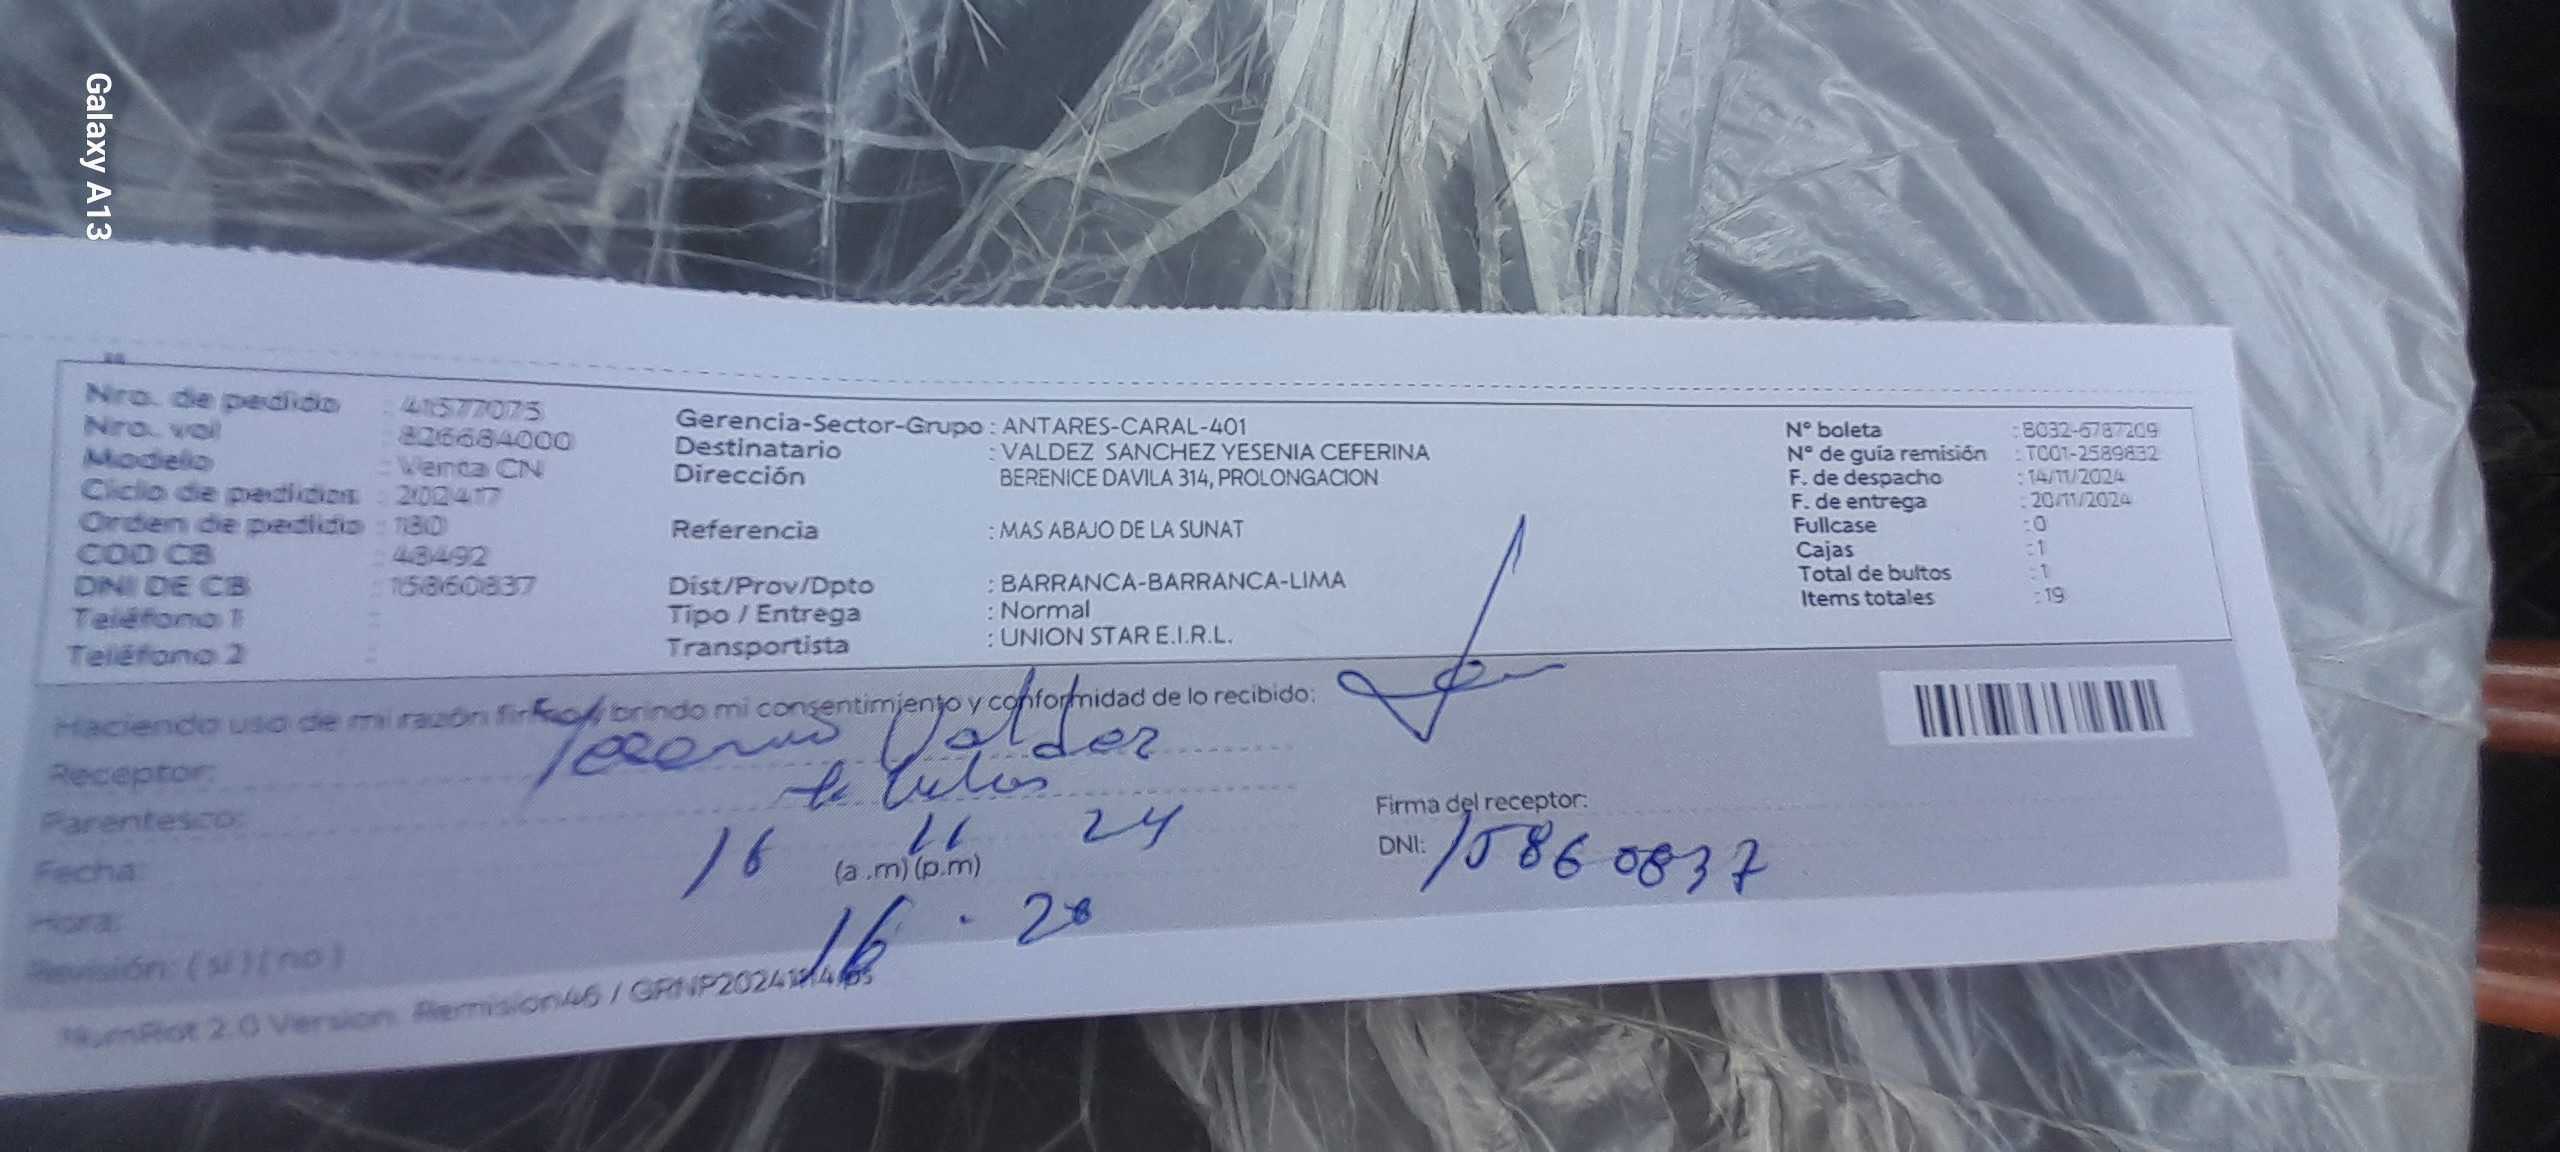 Galaxy A13
Nro. de pedido : 41577075
Nro. vol : 826684000
Modelo : Venta CN
Ciclo de pedidos : 202417
Orden de pedido : 180
COD CB : 43492
DNI DE CB : 15860837
Teléfono 1 :
Teléfono 2 :
Gerencia-Sector-Grupo : ANTARES-CARAL-401
Destinatario : VALDEZ SANCHEZ YESENIA CEFERINA
Dirección BERENICE DAVILA 314, PROLONGACION
Referencia : MAS ABAJO DE LA SUNAT
Dist/Prov/Dpto : BARRANCA-BARRANCA-LIMA
Tipo / Entrega : Normal
Transportista : UNION STAR E.I.R.L.
N° boleta : B032-6787209
N° de guía remisión : T001-2589832
F. de despacho : 14/11/2024
F. de entrega : 20/11/2024
Fullcase : 0
Cajas : 1
Total de bultos : 1
Items totales : 19
Haciendo uso de mi razón brindo mi consentimiento y conformidad de lo recibido:
Receptor: Valdez
Parentesco:
Fecha: 16 11 24
(a .m) (p.m)
Hora: 16 . 20
Revisión: ( si ) ( no )
Firma del receptor:
DNI: 15860837
2.0 Version. Remision46 /